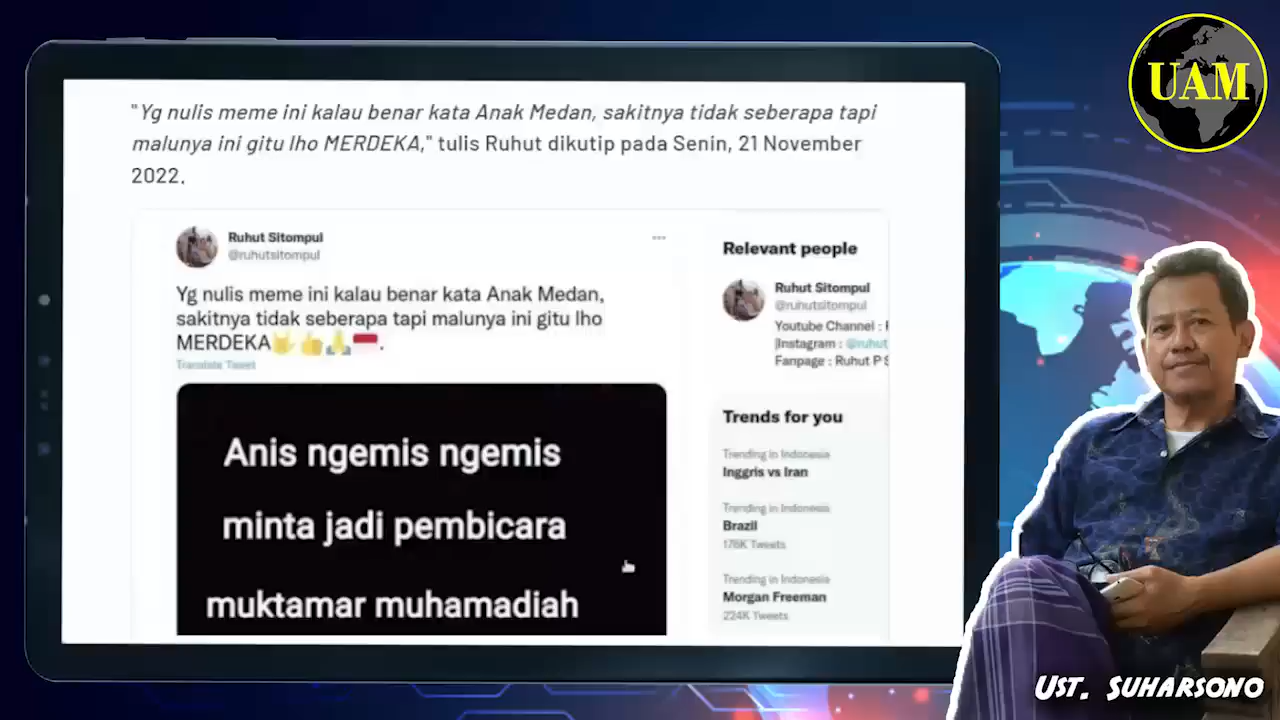 "Yg nulis meme ini kalau benar kata Anak Medan, sakitnya tidak seberapa tapi
malunya ini gitu lho MERDEKA," tulis Ruhut dikutip pada Senin, 21 November
2022.
Ruhut Sitompul
@ruhutsitompul
Yg nulis meme ini kalau benar kata Anak Medan,
sakitnya tidak seberapa tapi malunya ini gitu lho
MERDEKA🤟👍🙏🇮🇩.
Translate Tweet
Anis ngemis ngemis
minta jadi pembicara
muktamar muhamadiah
Relevant people
Ruhut Sitompul
@ruhutsitompul
Youtube Channel :
Instagram : @ruhut
Fanpage : Ruhut P S
Trends for you
Trending in Indonesia
Inggris vs Iran
Trending in Indonesia
Brazil
176K Tweets
Trending in Indonesia
Morgan Freeman
224K Tweets
UAM
UST. SUHARSONO